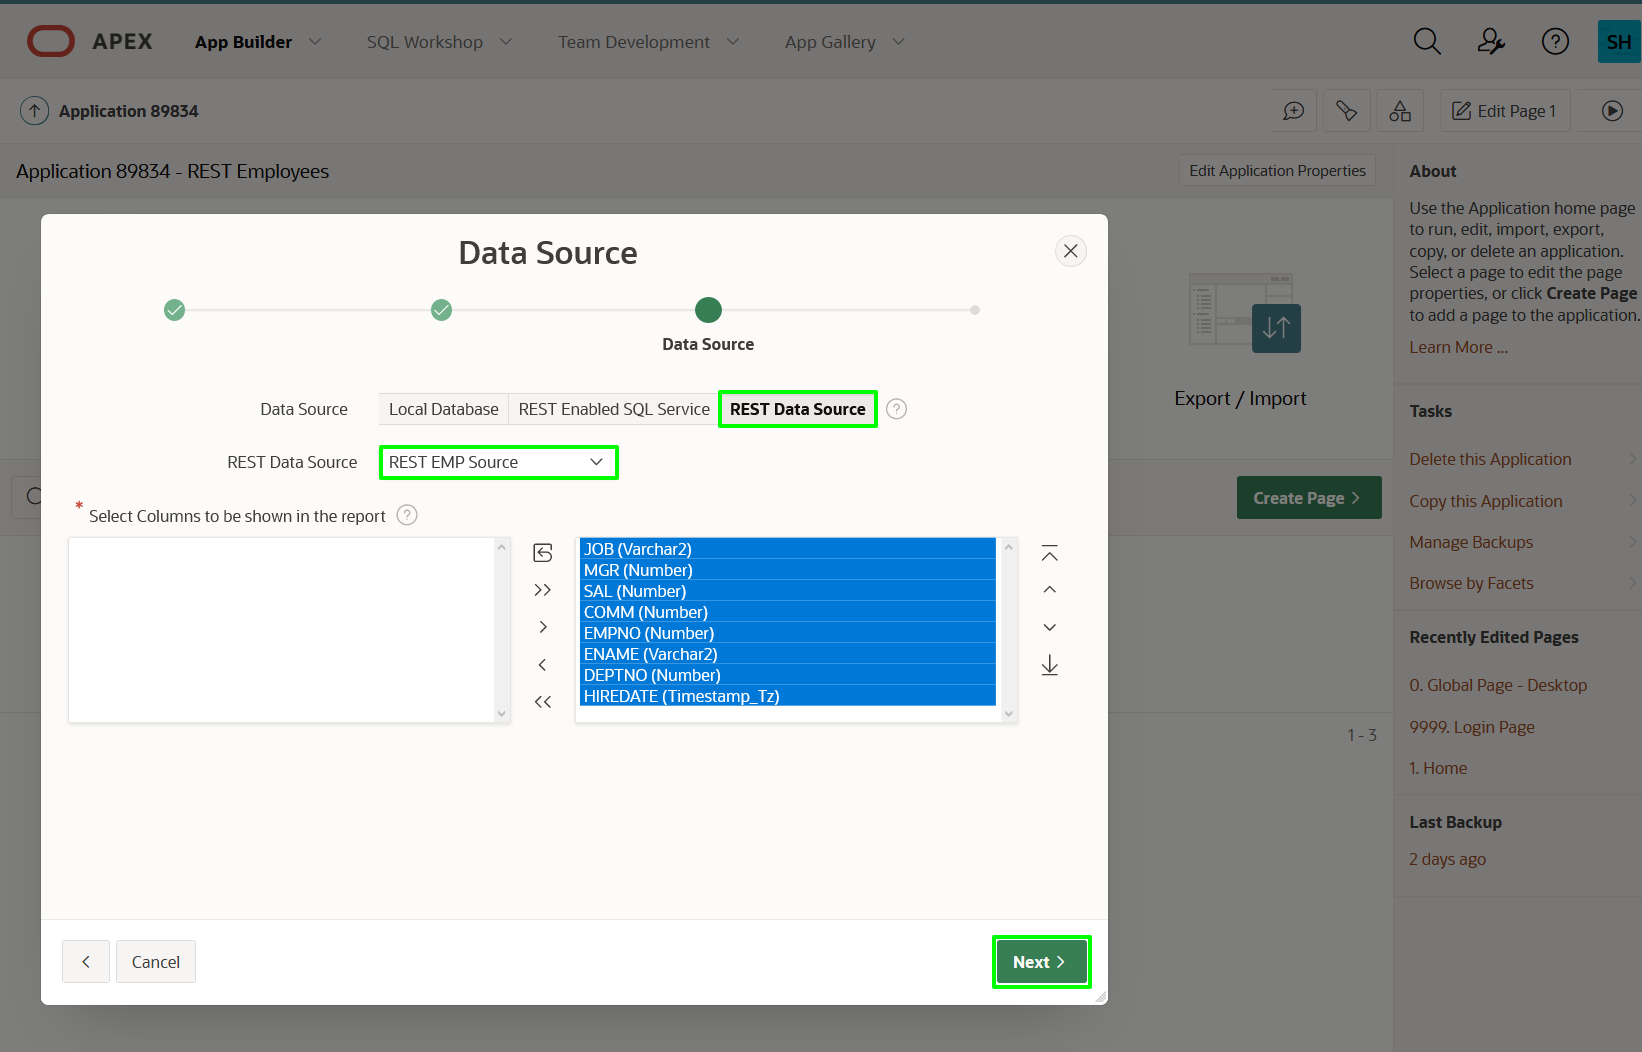 APEX
App Builder
SQL Workshop
Team Development
App Gallery
SH
Application 89834
Edit Page 1
Application 89834 - REST Employees
Edit Application Properties
About
Use the Application home page
to run, edit, import, export,
copy, or delete an application.
Select a page to edit the page
properties, or click Create Page
to add a page to the application.
Learn More ...
Data Source
Data Source
Data Source
Local Database
REST Enabled SQL Service
REST Data Source
?
REST Data Source
REST EMP Source
* Select Columns to be shown in the report ?
JOB (Varchar2)
MGR (Number)
SAL (Number)
COMM (Number)
EMPNO (Number)
ENAME (Varchar2)
DEPTNO (Number)
HIREDATE (Timestamp_Tz)
Cancel
Next
Export / Import
Create Page
1 - 3
Tasks
Delete this Application
Copy this Application
Manage Backups
Browse by Facets
Recently Edited Pages
0. Global Page - Desktop
9999. Login Page
1. Home
Last Backup
2 days ago